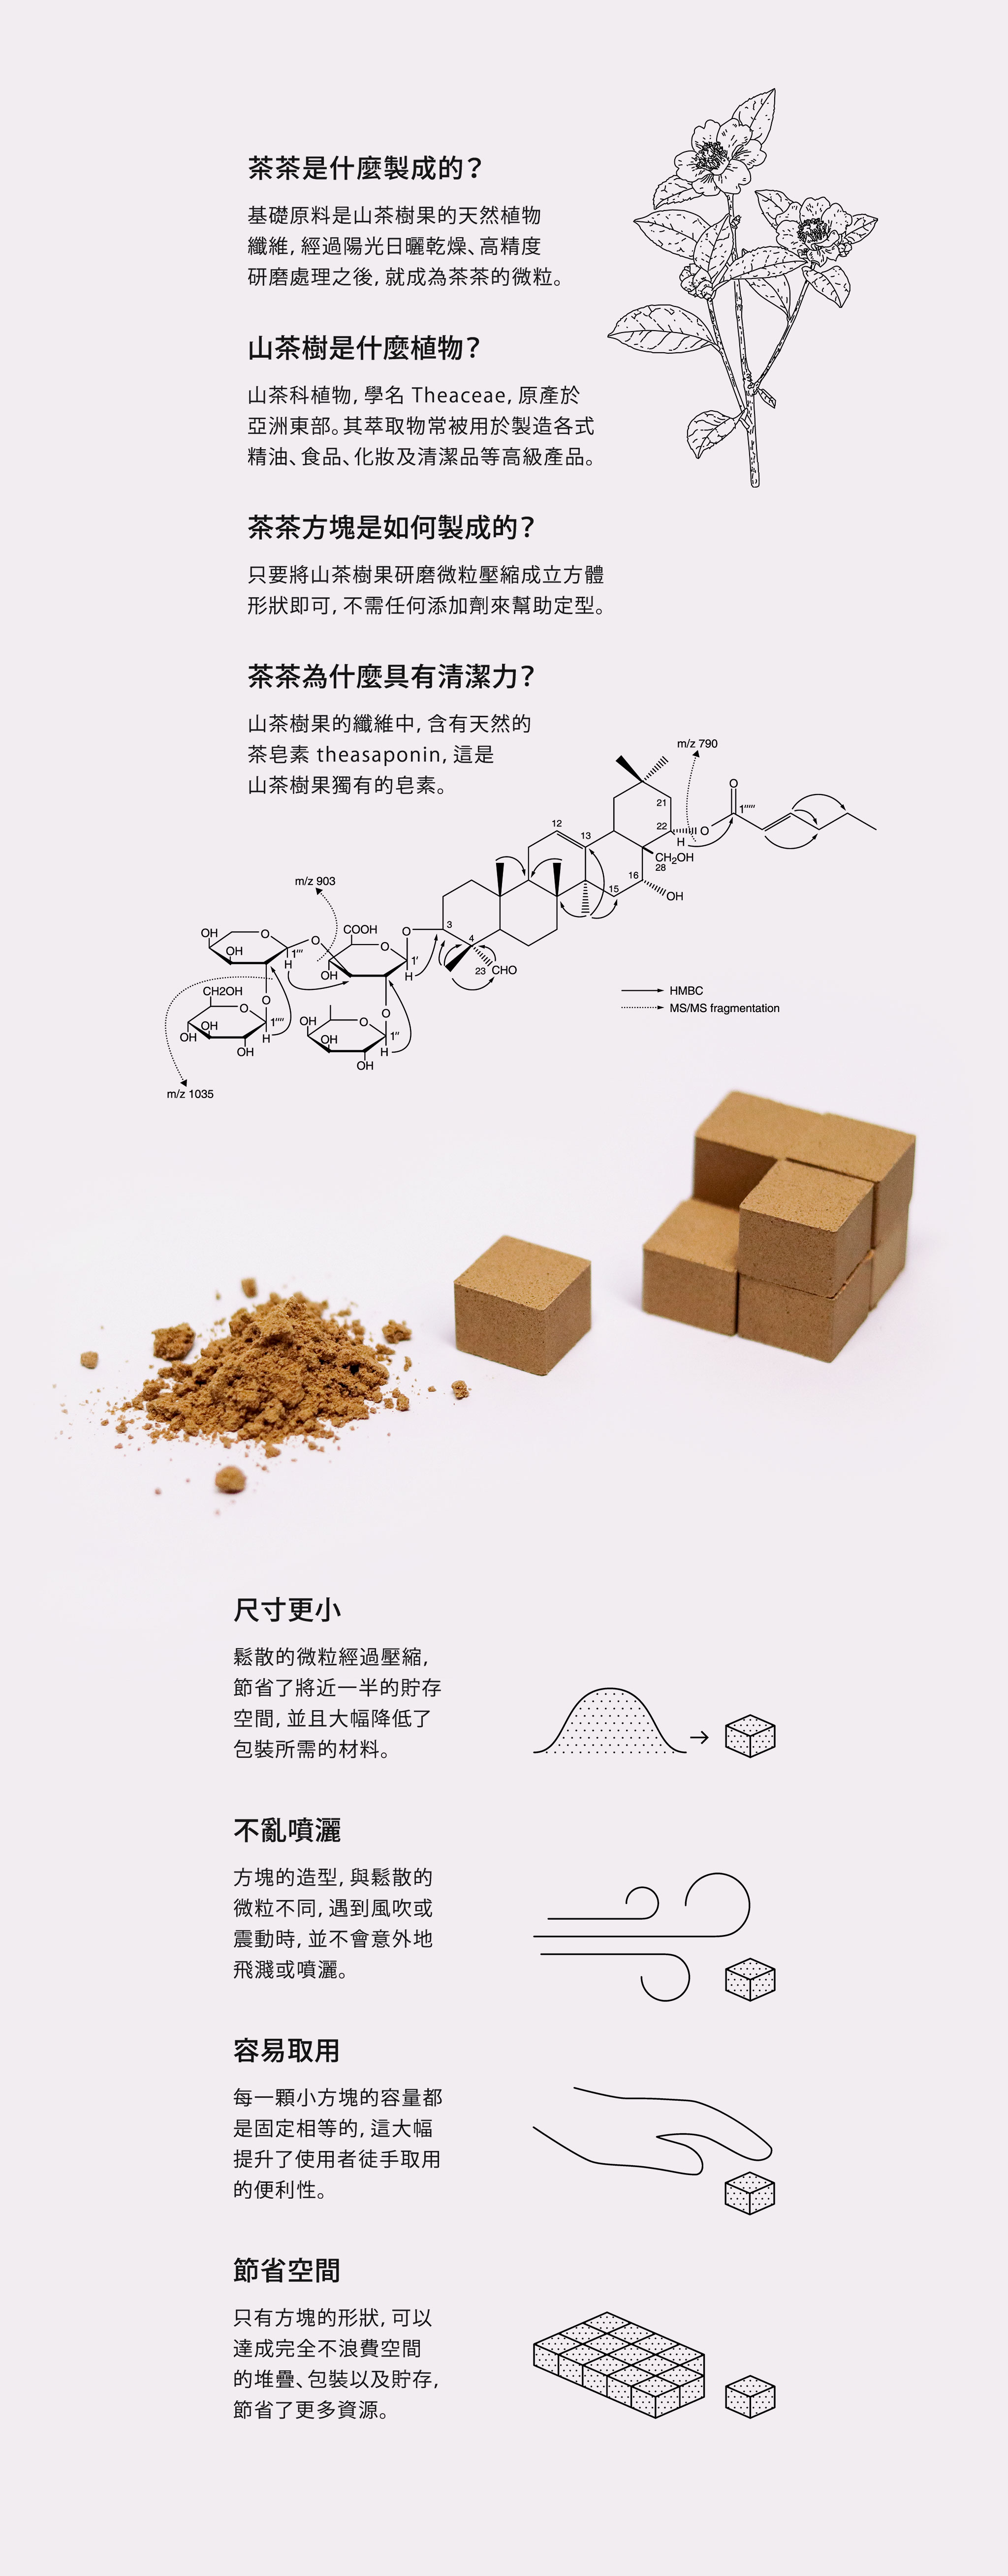 茶茶是什麼製成的？
基礎原料是山茶樹果的天然植物
纖維，經過陽光日曬乾燥、高精度
研磨處理之後，就成為茶茶的微粒。
山茶樹是什麼植物？
山茶科植物，學名 Theaceae，原產於
亞洲東部。其萃取物常被用於製造各式
精油、食品、化妝及清潔品等高級產品。
茶茶方塊是如何製成的？
只要將山茶樹果研磨微粒壓縮成立方體
形狀即可，不需任何添加劑來幫助定型。
茶茶為什麼具有清潔力？
山茶樹果的纖維中，含有天然的
茶皂素 theasaponin，這是
山茶樹果獨有的皂素。
m/z 790
O
1'''''
21
22
O
H
12
13
CH2OH
28
16
15
OH
m/z 903
3
4
23
CHO
COOH
O
O
1'
H
OH
O
OH
O
OH
1'''
H
O
CH2OH
O
OH
OH
OH
1''''
H
O
OH
O
OH
OH
1''
H
HMBC
MS/MS fragmentation
m/z 1035
尺寸更小
鬆散的微粒經過壓縮，
節省了將近一半的貯存
空間，並且大幅降低了
包裝所需的材料。
不亂噴灑
方塊的造型，與鬆散的
微粒不同，遇到風吹或
震動時，並不會意外地
飛濺或噴灑。
容易取用
每一顆小方塊的容量都
是固定相等的，這大幅
提升了使用者徒手取用
的便利性。
節省空間
只有方塊的形狀，可以
達成完全不浪費空間
的堆疊、包裝以及貯存，
節省了更多資源。